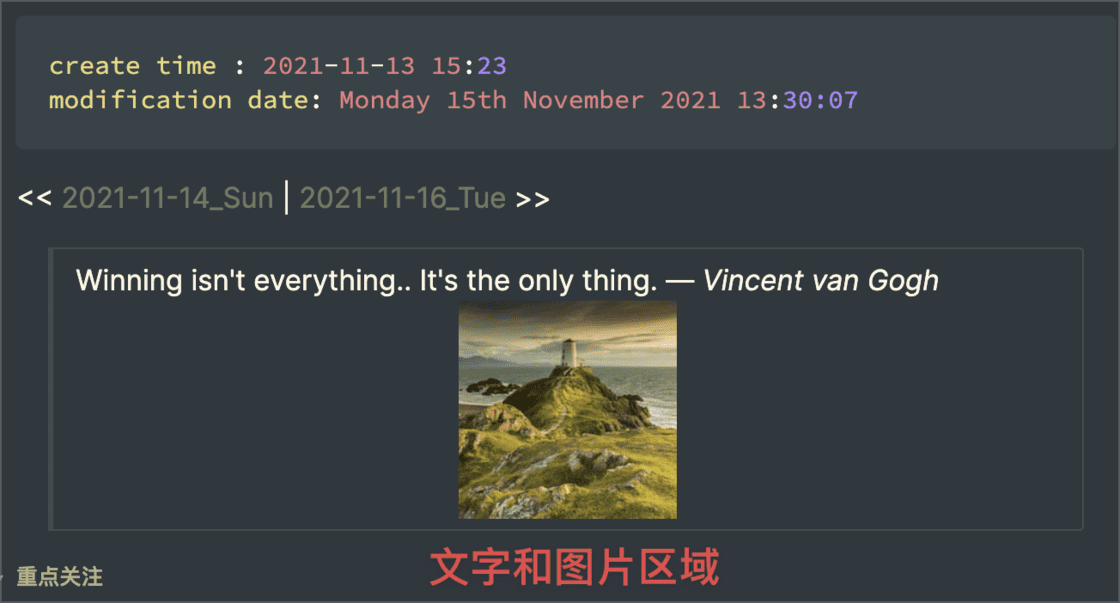 create time : 2021-11-13 15:23
modification date: Monday 15th November 2021 13:30:07
<< 2021-11-14_Sun | 2021-11-16_Tue >>
Winning isn't everything.. It's the only thing. — Vincent van Gogh
文字和图片区域
重点关注